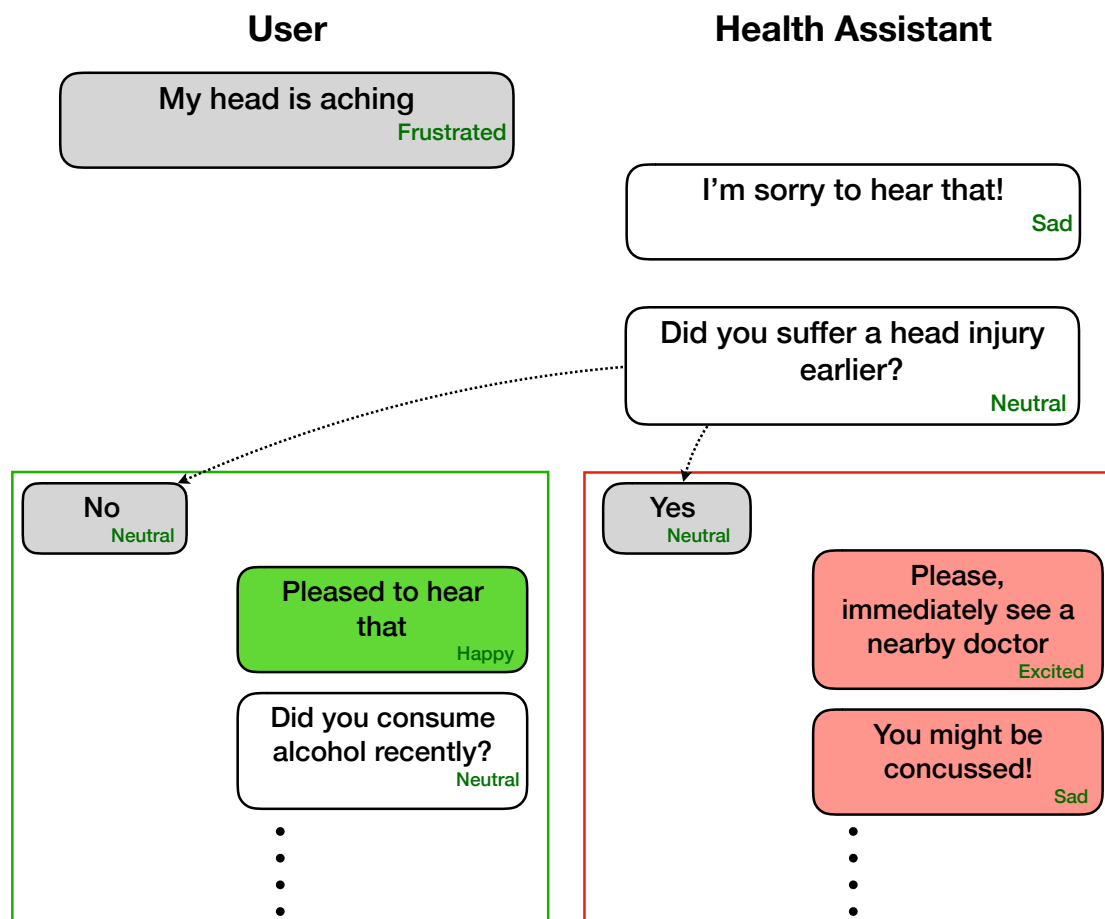 User
Health Assistant
My head is aching
Frustrated
I'm sorry to hear that!
Sad
Did you suffer a head injury
earlier?
Neutral
No
Neutral
Pleased to hear
that
Happy
Did you consume
alcohol recently?
Neutral
Yes
Neutral
Please,
immediately see a
nearby doctor
Excited
You might be
concussed!
Sad